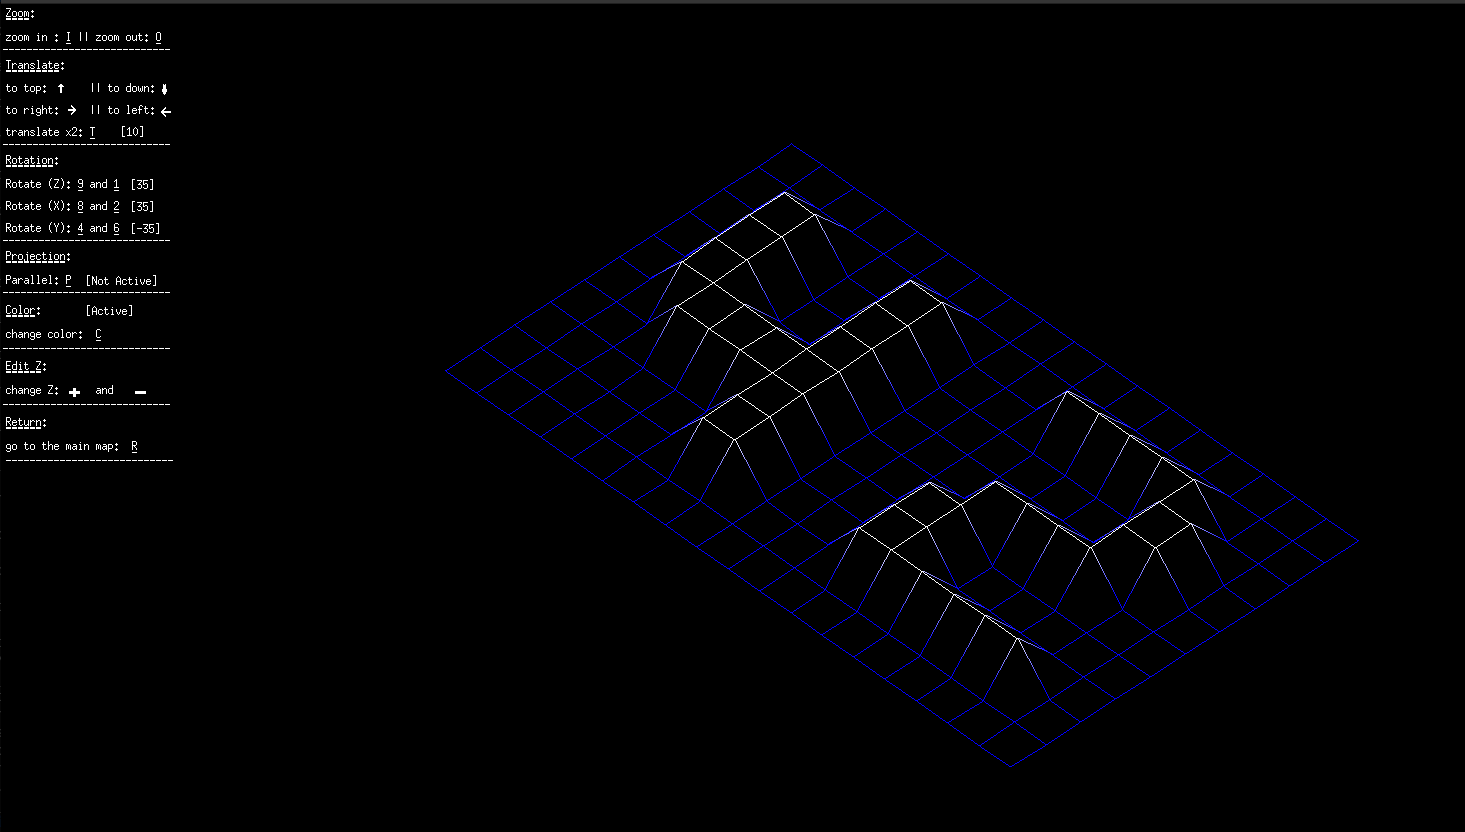 Zoom:
zoom in : I || zoom out: O
Translate:
to top: ↑ || to down: ⬇
to right: → || to left: ←
translate x2: T [10]
Rotation:
Rotate (Z): 9 and 1 [35]
Rotate (X): 8 and 2 [35]
Rotate (Y): 4 and 6 [-35]
Projection:
Parallel: P [Not Active]
Color: [Active]
change color: C
Edit Z:
change Z: + and -
Return:
go to the main map: R